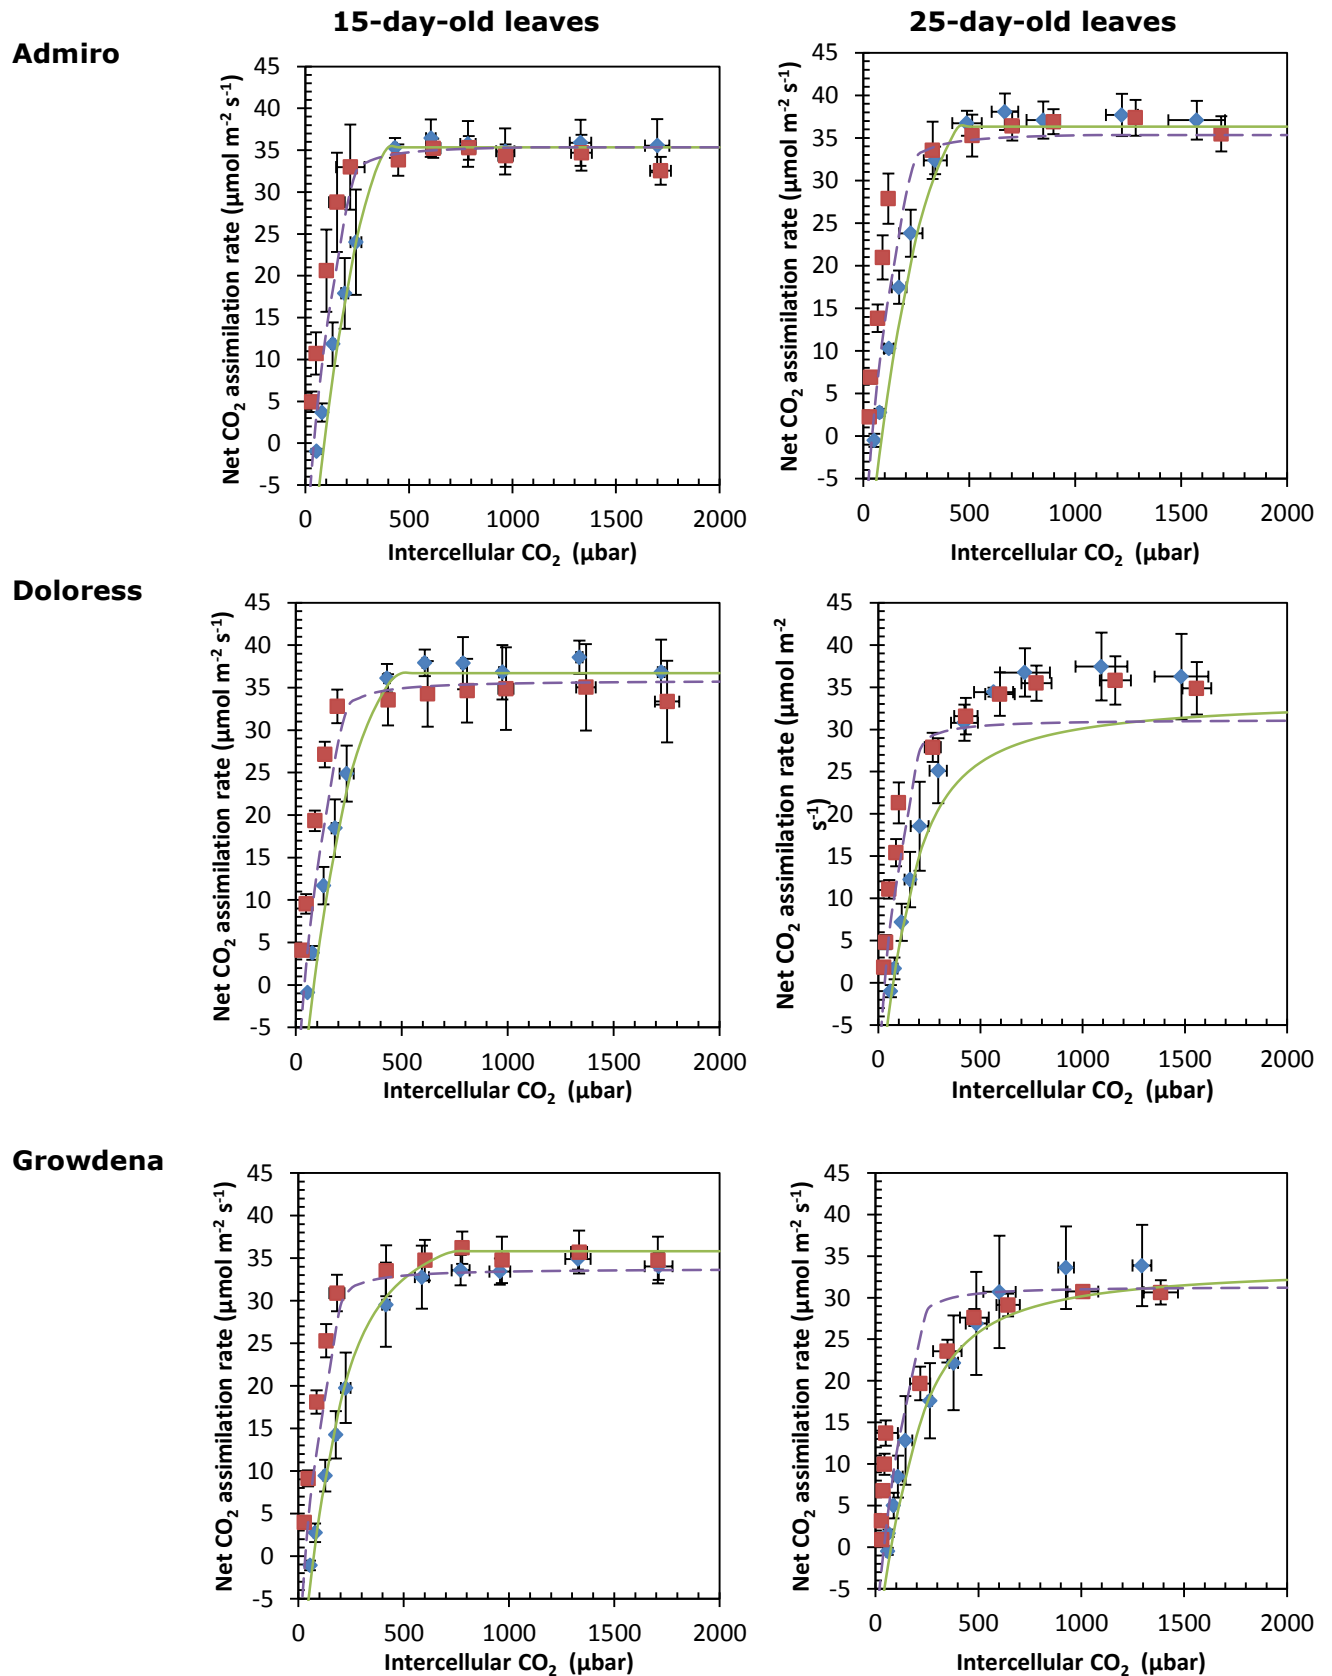 15-day-old leaves 25-day-old leaves
Admiro
Net CO₂ assimilation rate (µmol m⁻² s⁻¹)
45
40
35
30
25
20
15
10
5
0
-5
0 500 1000 1500 2000
Intercellular CO₂ (µbar)
Net CO₂ assimilation rate (µmol m⁻² s⁻¹)
45
40
35
30
25
20
15
10
5
0
-5
0 500 1000 1500 2000
Intercellular CO₂ (µbar)
Doloress
Net CO₂ assimilation rate (µmol m⁻² s⁻¹)
45
40
35
30
25
20
15
10
5
0
-5
0 500 1000 1500 2000
Intercellular CO₂ (µbar)
Net CO₂ assimilation rate (µmol m⁻²
s⁻¹)
45
40
35
30
25
20
15
10
5
0
-5
0 500 1000 1500 2000
Intercellular CO₂ (µbar)
Growdena
Net CO₂ assimilation rate (µmol m⁻² s⁻¹)
45
40
35
30
25
20
15
10
5
0
-5
0 500 1000 1500 2000
Intercellular CO₂ (µbar)
Net CO₂ assimilation rate (µmol m⁻² s⁻¹)
45
40
35
30
25
20
15
10
5
0
-5
0 500 1000 1500 2000
Intercellular CO₂ (µbar)